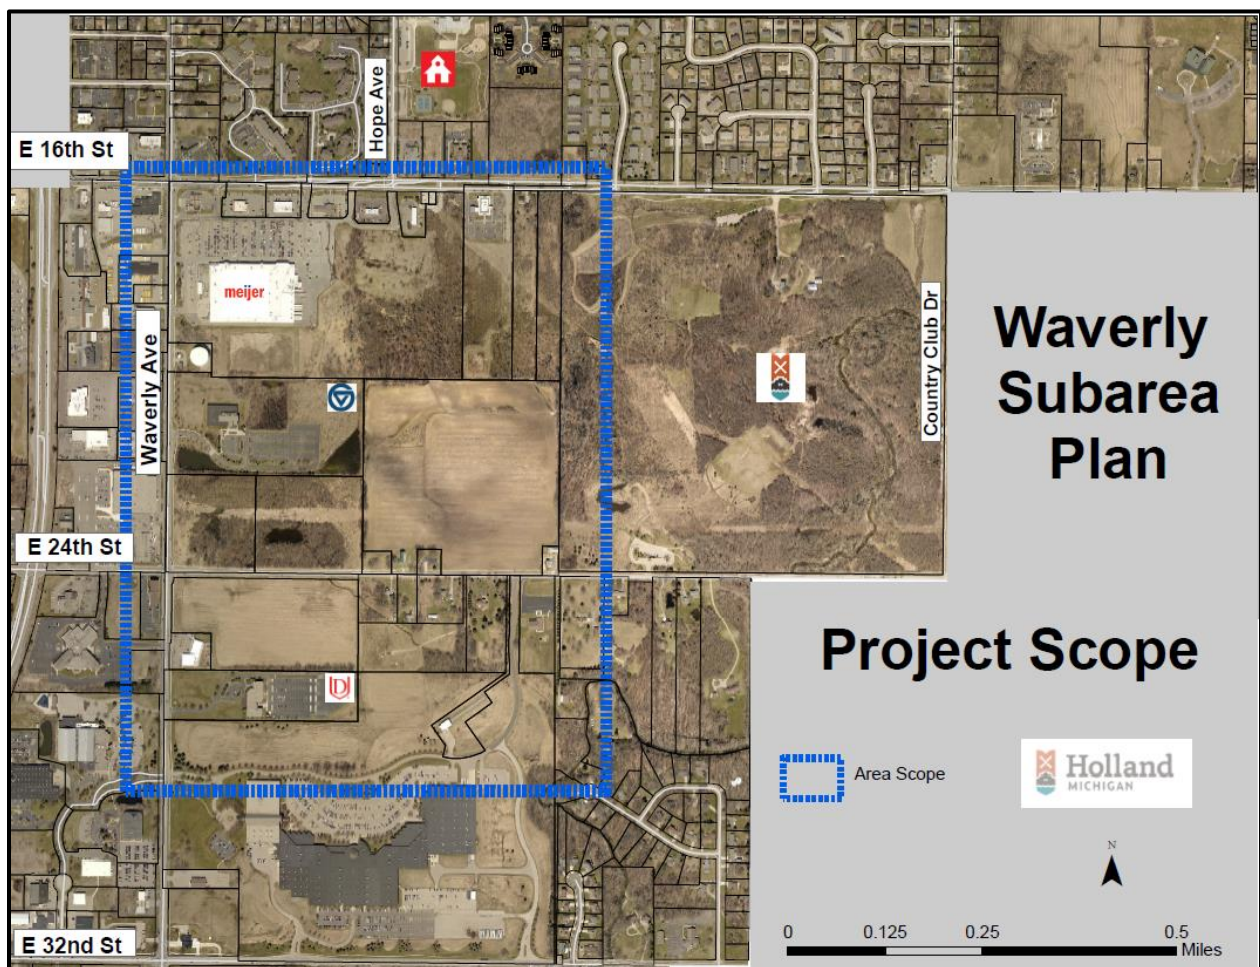 Hope Ave
E 16th St
meijer
Waverly Ave
Country Club Dr
Waverly
Subarea
Plan
E 24th St
Project Scope
D
Area Scope
Holland
MICHIGAN
N
E 32nd St
0 0.125 0.25 0.5
Miles